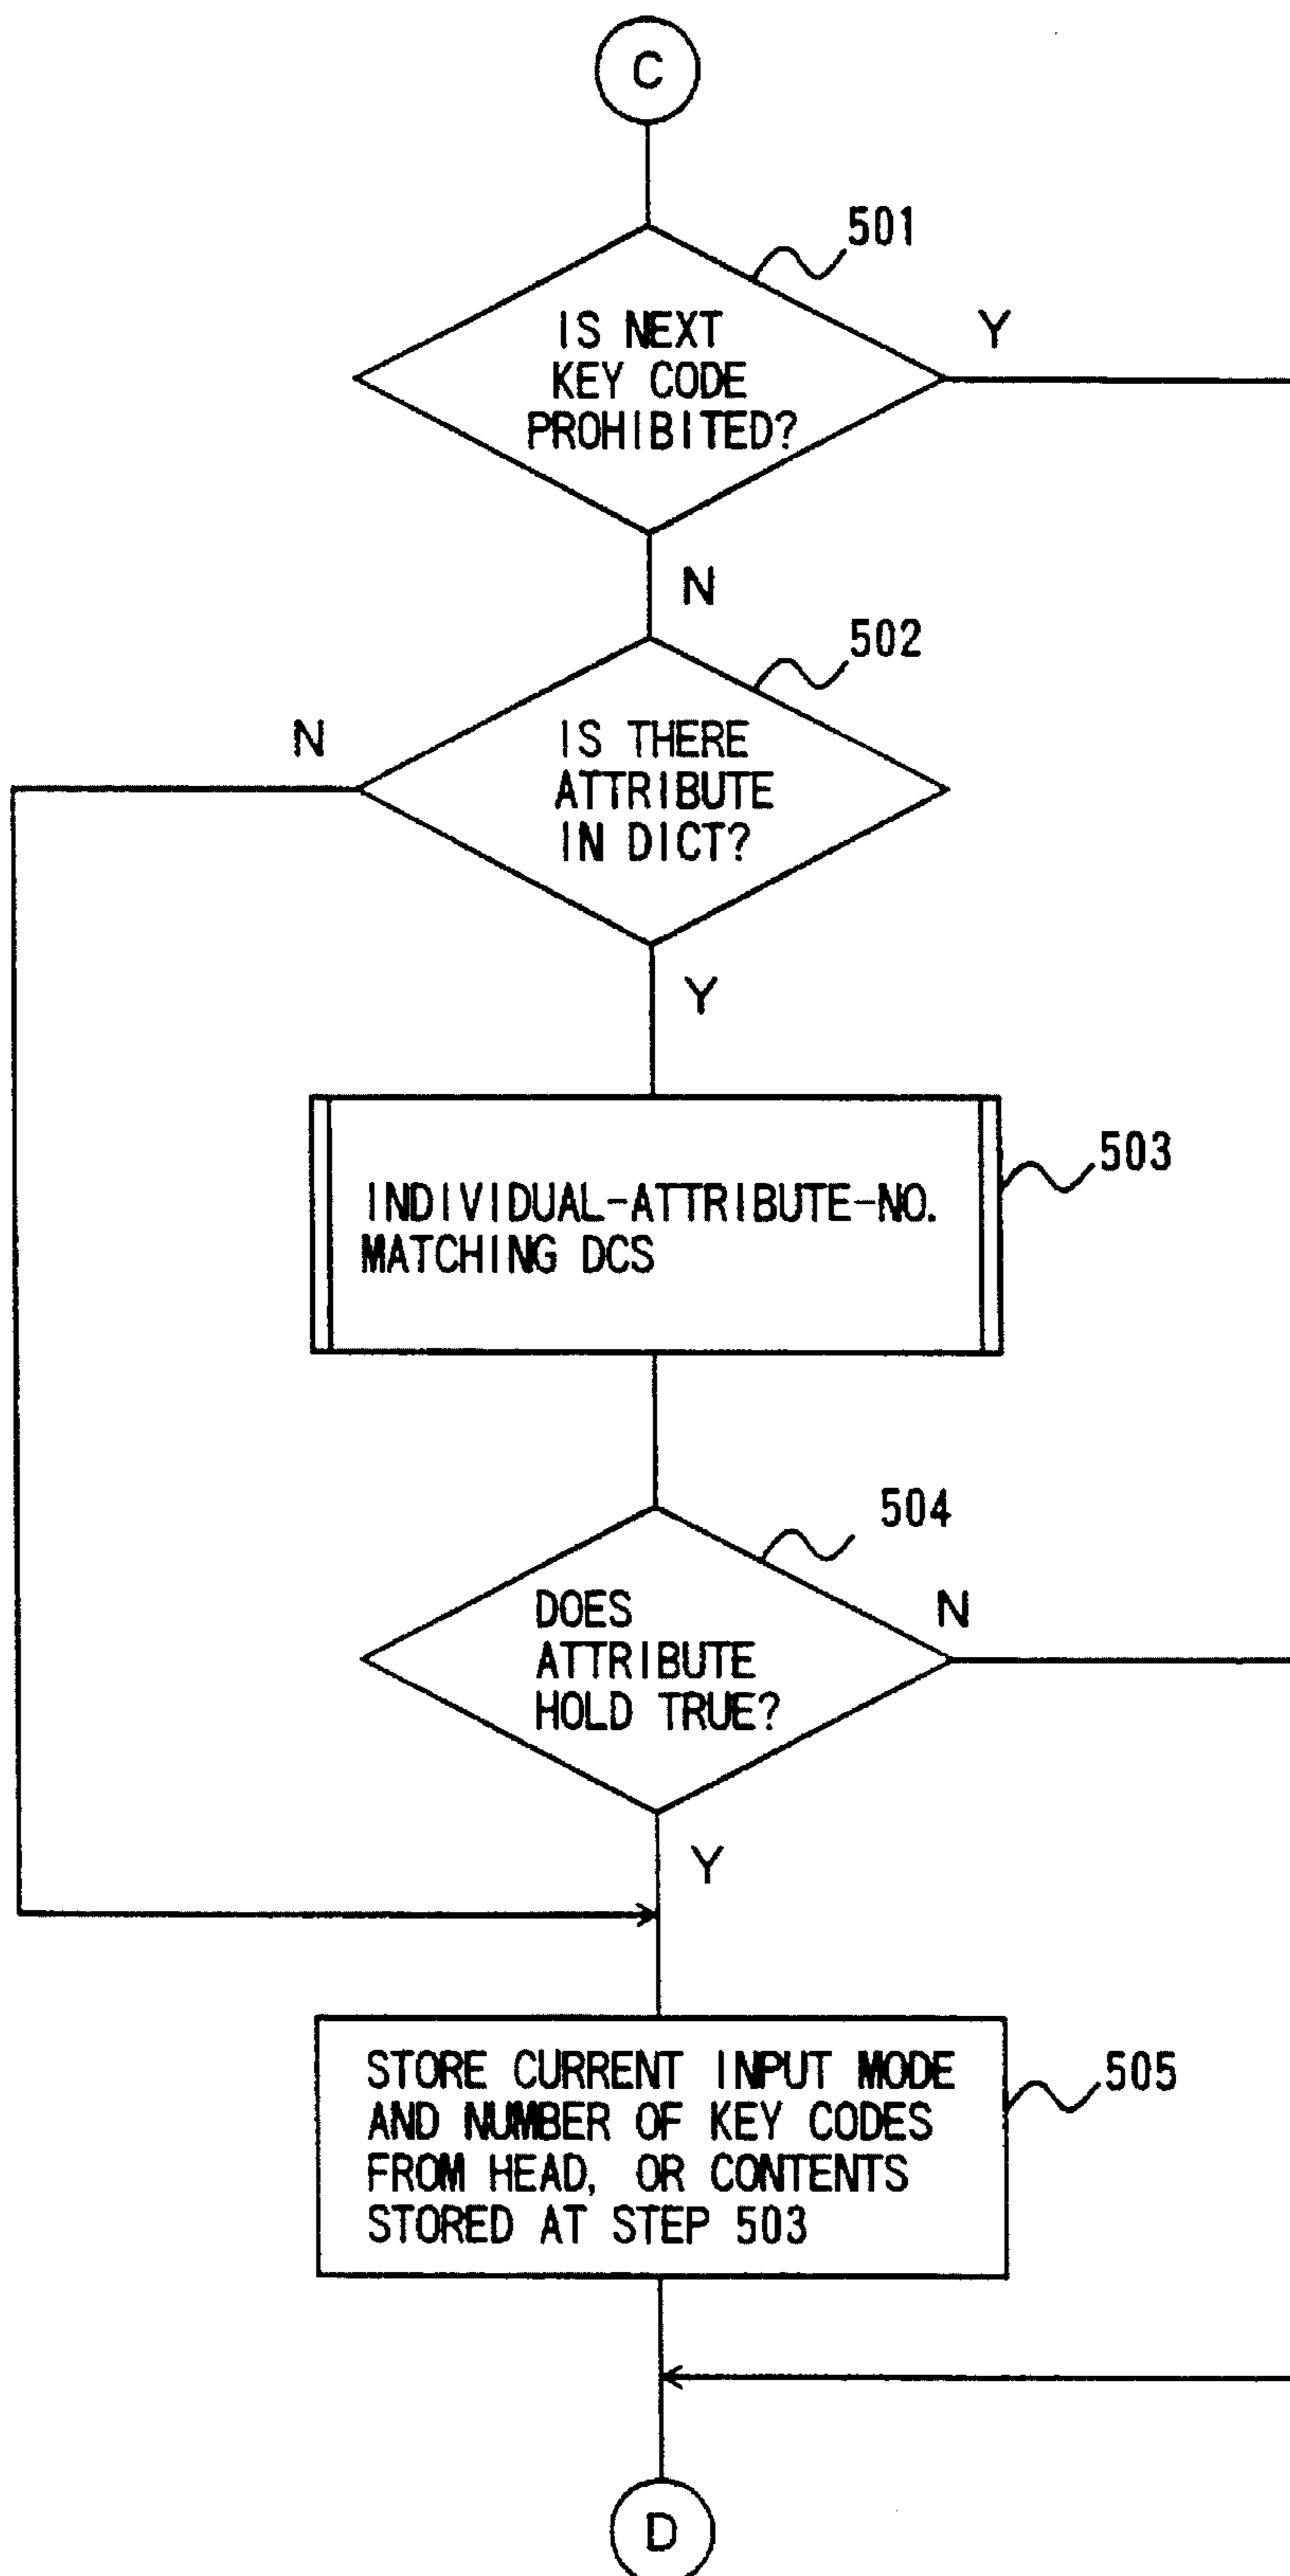 C
501
IS NEXT
KEY CODE
PROHIBITED?
Y
N
502
N
IS THERE
ATTRIBUTE
IN DICT?
Y
503
INDIVIDUAL-ATTRIBUTE-NO.
MATCHING DCS
504
DOES
ATTRIBUTE
HOLD TRUE?
N
Y
505
STORE CURRENT INPUT MODE
AND NUMBER OF KEY CODES
FROM HEAD, OR CONTENTS
STORED AT STEP 503
D